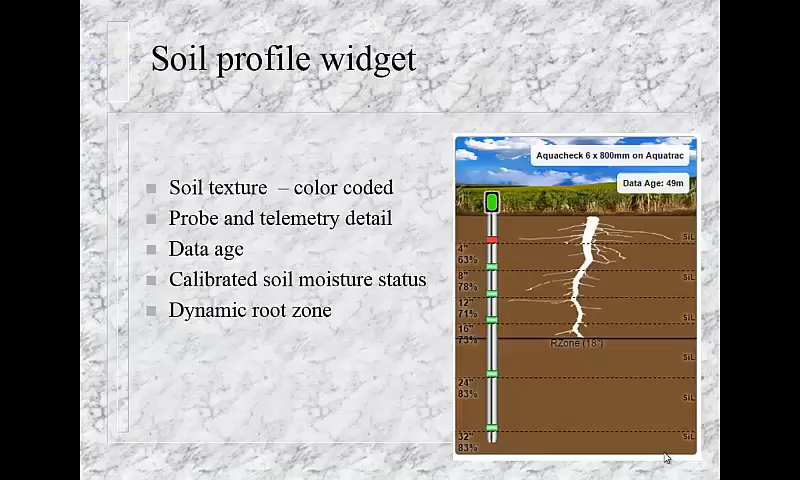 Soil profile widget
Soil texture – color coded
Probe and telemetry detail
Data age
Calibrated soil moisture status
Dynamic root zone
Aquacheck 6 x 800mm on Aquatrac
Data Age: 49m
SiL
4"
63%
8"
SiL
78%
12"
71%
SiL
16"
73%
RZone (18")
SiL
24"
83%
SiL
32"
SiL
83%